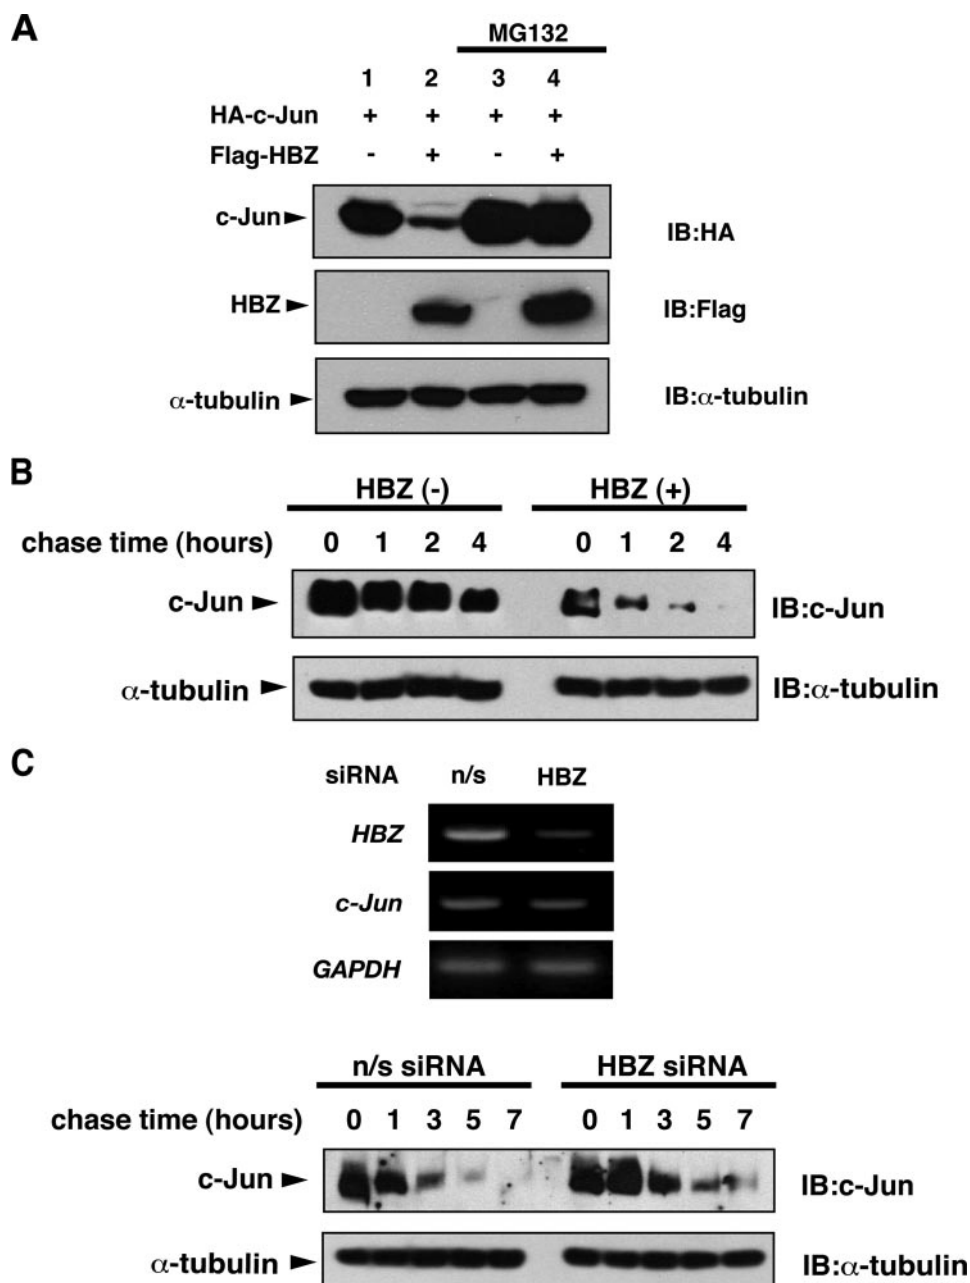 A
MG132
1 2 3 4
HA-c-Jun + + + +
Flag-HBZ - + - +
c-Jun IB:HA
HBZ IB:Flag
α-tubulin IB:α-tubulin
B
HBZ (-) HBZ (+)
chase time (hours) 0 1 2 4 0 1 2 4
c-Jun IB:c-Jun
α-tubulin IB:α-tubulin
C
siRNA n/s HBZ
HBZ
c-Jun
GAPDH
n/s siRNA HBZ siRNA
chase time (hours) 0 1 3 5 7 0 1 3 5 7
c-Jun IB:c-Jun
α-tubulin IB:α-tubulin